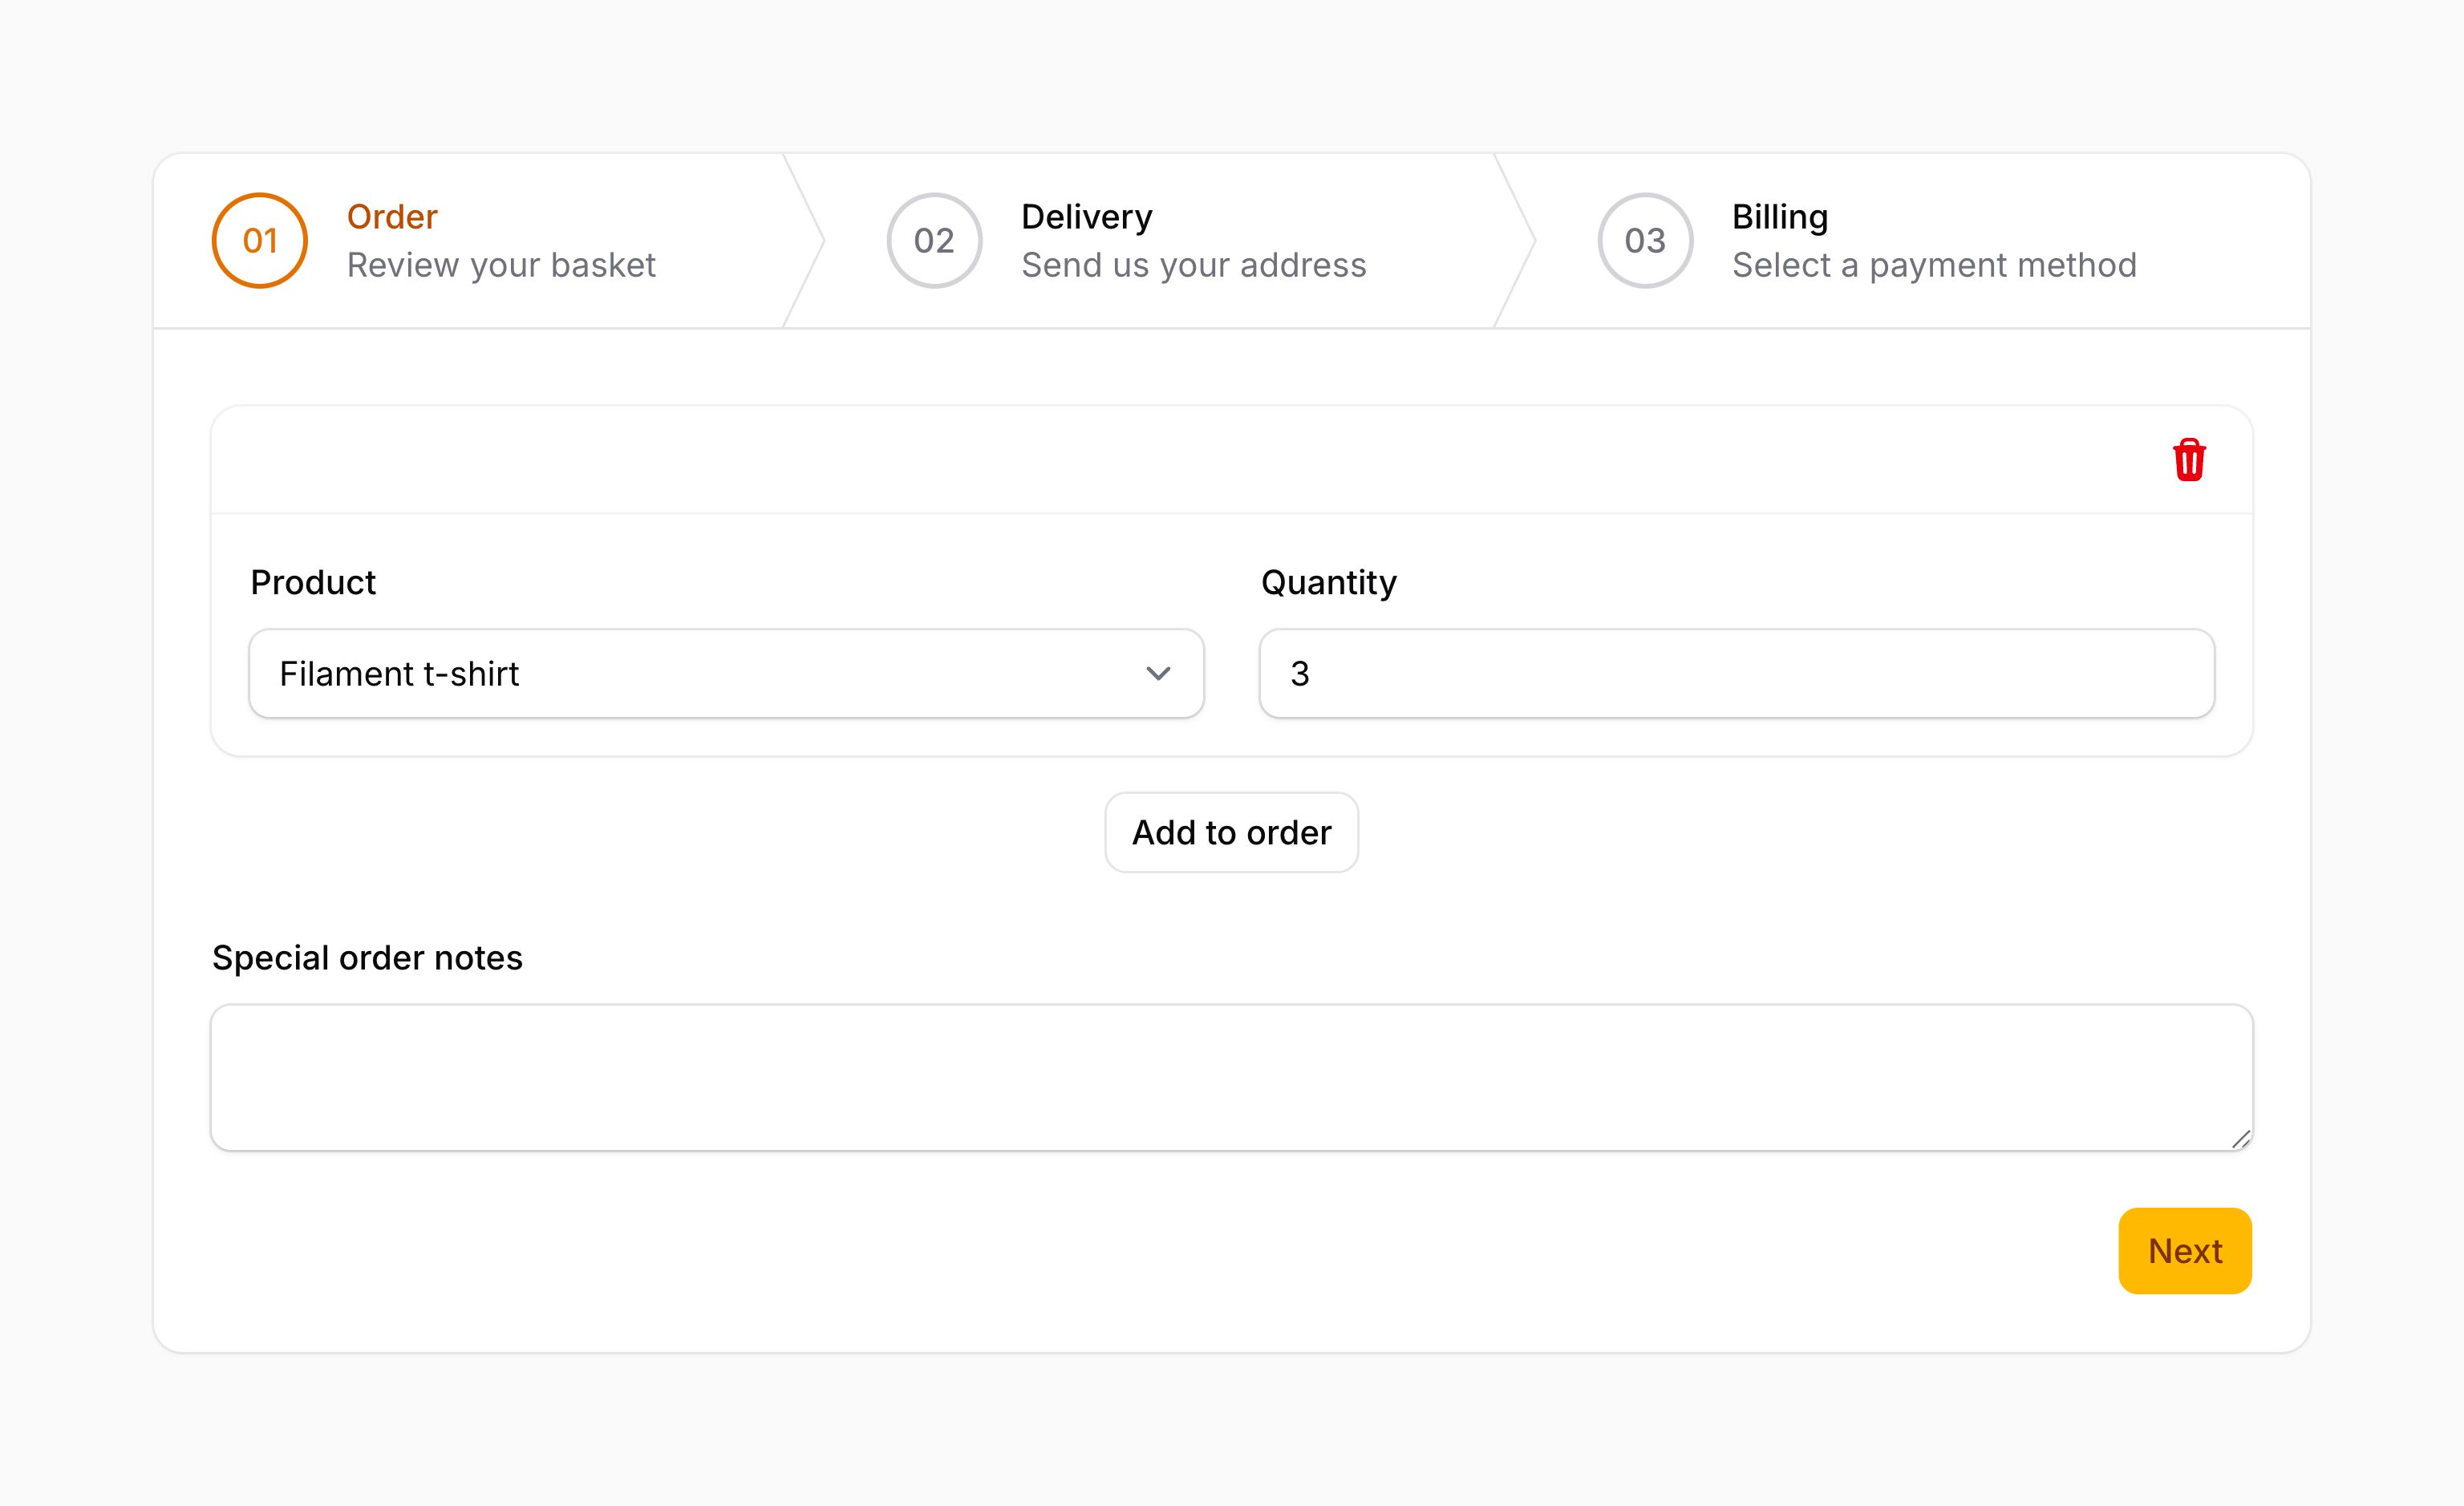 01
Order
Review your basket
02
Delivery
Send us your address
03
Billing
Select a payment method
Product
Quantity
Filament t-shirt
3
Add to order
Special order notes
Next